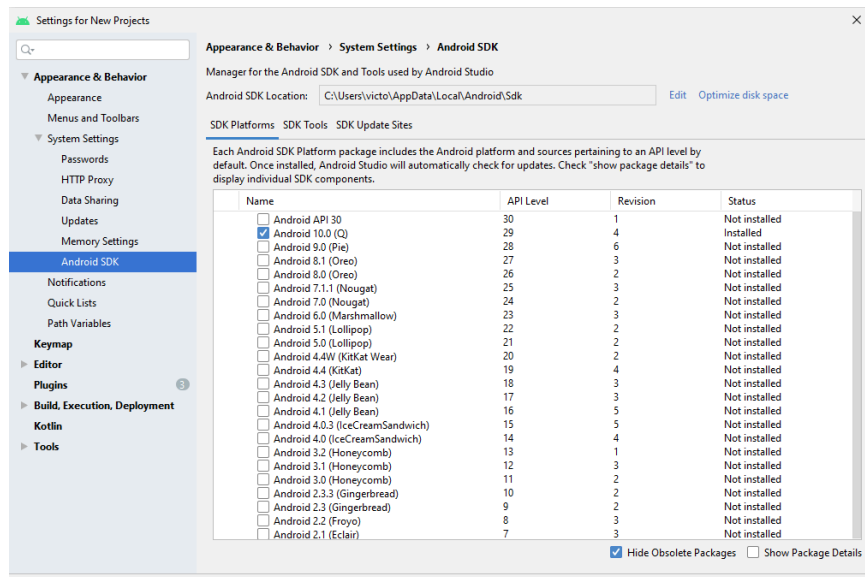 Settings for New Projects
Appearance & Behavior
Appearance
Menus and Toolbars
System Settings
Passwords
HTTP Proxy
Data Sharing
Updates
Memory Settings
Android SDK
Notifications
Quick Lists
Path Variables
Keymap
Editor
Plugins 3
Build, Execution, Deployment
Kotlin
Tools
Appearance & Behavior › System Settings › Android SDK
Manager for the Android SDK and Tools used by Android Studio
Android SDK Location: C:\Users\victo\AppData\Local\Android\Sdk Edit Optimize disk space
SDK Platforms SDK Tools SDK Update Sites
Each Android SDK Platform package includes the Android platform and sources pertaining to an API level by
default. Once installed, Android Studio will automatically check for updates. Check "show package details" to
display individual SDK components.
Name API Level Revision Status
Android API 30 30 1 Not installed
Android 10.0 (Q) 29 4 Installed
Android 9.0 (Pie) 28 6 Not installed
Android 8.1 (Oreo) 27 3 Not installed
Android 8.0 (Oreo) 26 2 Not installed
Android 7.1.1 (Nougat) 25 3 Not installed
Android 7.0 (Nougat) 24 2 Not installed
Android 6.0 (Marshmallow) 23 3 Not installed
Android 5.1 (Lollipop) 22 2 Not installed
Android 5.0 (Lollipop) 21 2 Not installed
Android 4.4W (KitKat Wear) 20 2 Not installed
Android 4.4 (KitKat) 19 4 Not installed
Android 4.3 (Jelly Bean) 18 3 Not installed
Android 4.2 (Jelly Bean) 17 3 Not installed
Android 4.1 (Jelly Bean) 16 5 Not installed
Android 4.0.3 (IceCreamSandwich) 15 5 Not installed
Android 4.0 (IceCreamSandwich) 14 4 Not installed
Android 3.2 (Honeycomb) 13 1 Not installed
Android 3.1 (Honeycomb) 12 3 Not installed
Android 3.0 (Honeycomb) 11 2 Not installed
Android 2.3.3 (Gingerbread) 10 2 Not installed
Android 2.3 (Gingerbread) 9 2 Not installed
Android 2.2 (Froyo) 8 3 Not installed
Android 2.1 (Eclair) 7 3 Not installed
Hide Obsolete Packages Show Package Details